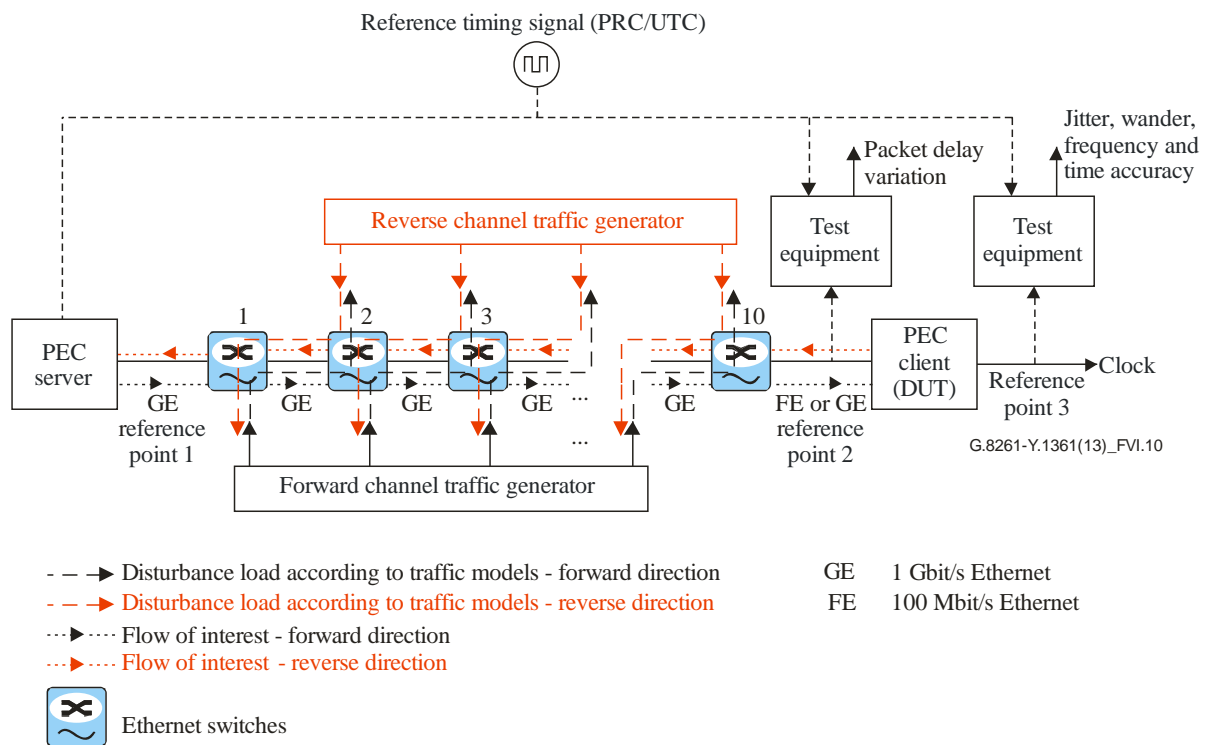 Reference timing signal (PRC/UTC)
Jitter, wander,
frequency and
time accuracy
Packet delay
variation
Reverse channel traffic generator
Test
equipment
Test
equipment
1
2
3
10
PEC
server
PEC
client
(DUT)
Clock
GE
GE
GE
GE
...
GE
FE or GE
reference
point 1
reference
point 2
Reference
point 3
...
G.8261-Y.1361(13)_FVI.10
Forward channel traffic generator
Disturbance load according to traffic models - forward direction
GE 1 Gbit/s Ethernet
Disturbance load according to traffic models - reverse direction
FE 100 Mbit/s Ethernet
Flow of interest - forward direction
Flow of interest - reverse direction
Ethernet switches